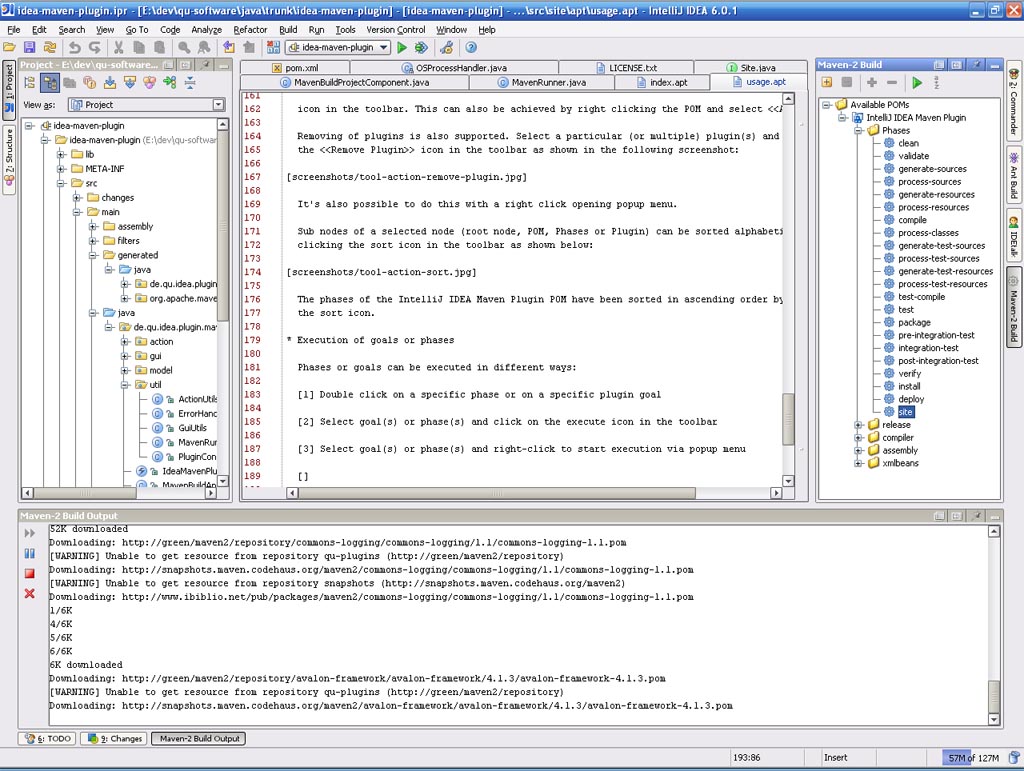 idea-maven-plugin.ipr - [E:\dev\qu-software\java\trunk\idea-maven-plugin] - [idea-maven-plugin] - ...\src\site\apt\usage.apt - IntelliJ IDEA 6.0.1
File Edit Search View Go To Code Analyze Refactor Build Run Tools Version Control Window Help
idea-maven-plugin
Project - E:\dev\qu-software...
View as: Project
1: Project
7: Structure
idea-maven-plugin
idea-maven-plugin (E:\dev\qu-softwar
lib
META-INF
src
changes
main
assembly
filters
generated
java
de.qu.idea.plugin
org.apache.mave
java
de.qu.idea.plugin.ma
action
gui
model
util
ActionUtils
ErrorHand
GuiUtils
MavenRun
PluginCon
IdeaMavenPlu
MavenBuildAp
pom.xml OSProcessHandler.java LICENSE.txt Site.java
MavenBuildProjectComponent.java MavenRunner.java index.apt usage.apt
161
162 icon in the toolbar. This can also be achieved by right clicking the POM and select <<A
163
164 Removing of plugins is also supported. Select a particular (or multiple) plugin(s) and
165 the <<Remove Plugin>> icon in the toolbar as shown in the following screenshot:
166
167 [screenshots/tool-action-remove-plugin.jpg]
168
169 It's also possible to do this with a right click opening popup menu.
170
171 Sub nodes of a selected node (root node, POM, Phases or Plugin) can be sorted alphabeti
172 clicking the sort icon in the toolbar as shown below:
173
174 [screenshots/tool-action-sort.jpg]
175
176 The phases of the IntelliJ IDEA Maven Plugin POM have been sorted in ascending order by
177 the sort icon.
178
179 * Execution of goals or phases
180
181 Phases or goals can be executed in different ways:
182
183 [1] Double click on a specific phase or on a specific plugin goal
184
185 [2] Select goal(s) or phase(s) and click on the execute icon in the toolbar
186
187 [3] Select goal(s) or phase(s) and right-click to start execution via popup menu
188
189 []
Maven-2 Build
Available POMs
IntelliJ IDEA Maven Plugin
Phases
clean
validate
generate-sources
process-sources
generate-resources
process-resources
compile
process-classes
generate-test-sources
process-test-sources
generate-test-resources
process-test-resources
test-compile
test
package
pre-integration-test
integration-test
post-integration-test
verify
install
deploy
site
release
compiler
assembly
xmlbeans
2: Commander
Ant Build
IDEtalk
Maven-2 Build
Maven-2 Build Output
52K downloaded
Downloading: http://green/maven2/repository/commons-logging/commons-logging/1.1/commons-logging-1.1.pom
[WARNING] Unable to get resource from repository qu-plugins (http://green/maven2/repository)
Downloading: http://snapshots.maven.codehaus.org/maven2/commons-logging/commons-logging/1.1/commons-logging-1.1.pom
[WARNING] Unable to get resource from repository snapshots (http://snapshots.maven.codehaus.org/maven2)
Downloading: http://www.ibiblio.net/pub/packages/maven2/commons-logging/commons-logging/1.1/commons-logging-1.1.pom
1/6K
4/6K
5/6K
6/6K
6K downloaded
Downloading: http://green/maven2/repository/avalon-framework/avalon-framework/4.1.3/avalon-framework-4.1.3.pom
[WARNING] Unable to get resource from repository qu-plugins (http://green/maven2/repository)
Downloading: http://snapshots.maven.codehaus.org/maven2/avalon-framework/avalon-framework/4.1.3/avalon-framework-4.1.3.pom
6: TODO 9: Changes Maven-2 Build Output
193:86 Insert 57M of 127M